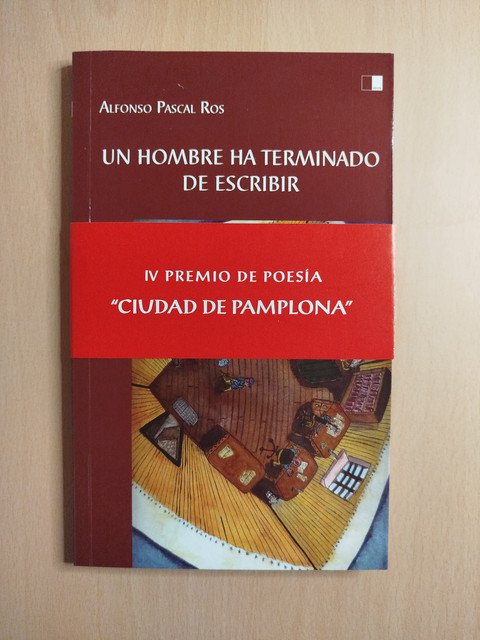 ALFONSO PASCAL ROS
UN HOMBRE HA TERMINADO
DE ESCRIBIR
IV PREMIO DE POESÍA
“CIUDAD DE PAMPLONA”